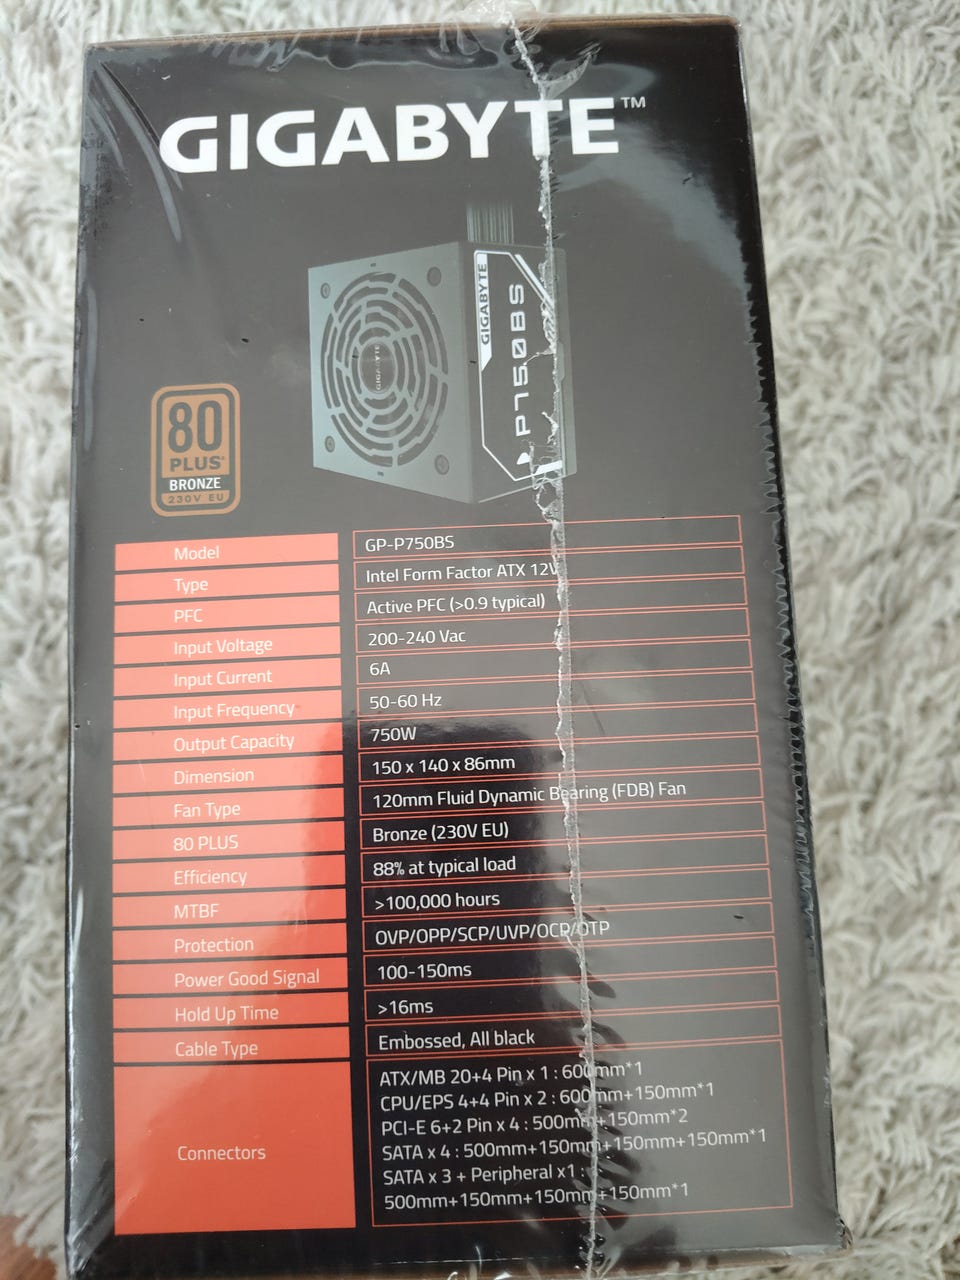 GIGABYTE™
GIGABYTE
P750BS
GIGABYTE
80
PLUS®
BRONZE
230V EU
Model GP-P750BS
Type Intel Form Factor ATX 12V
PFC Active PFC (>0.9 typical)
Input Voltage 200-240 Vac
Input Current 6A
Input Frequency 50-60 Hz
Output Capacity 750W
Dimension 150 x 140 x 86mm
Fan Type 120mm Fluid Dynamic Bearing (FDB) Fan
80 PLUS Bronze (230V EU)
Efficiency 88% at typical load
MTBF >100,000 hours
Protection OVP/OPP/SCP/UVP/OCP/OTP
Power Good Signal 100-150ms
Hold Up Time >16ms
Cable Type Embossed, All black
Connectors
ATX/MB 20+4 Pin x 1 : 600mm*1
CPU/EPS 4+4 Pin x 2 : 600mm+150mm*1
PCI-E 6+2 Pin x 4 : 500mm+150mm*2
SATA x 4 : 500mm+150mm+150mm+150mm*1
SATA x 3 + Peripheral x1 :
500mm+150mm+150mm+150mm*1